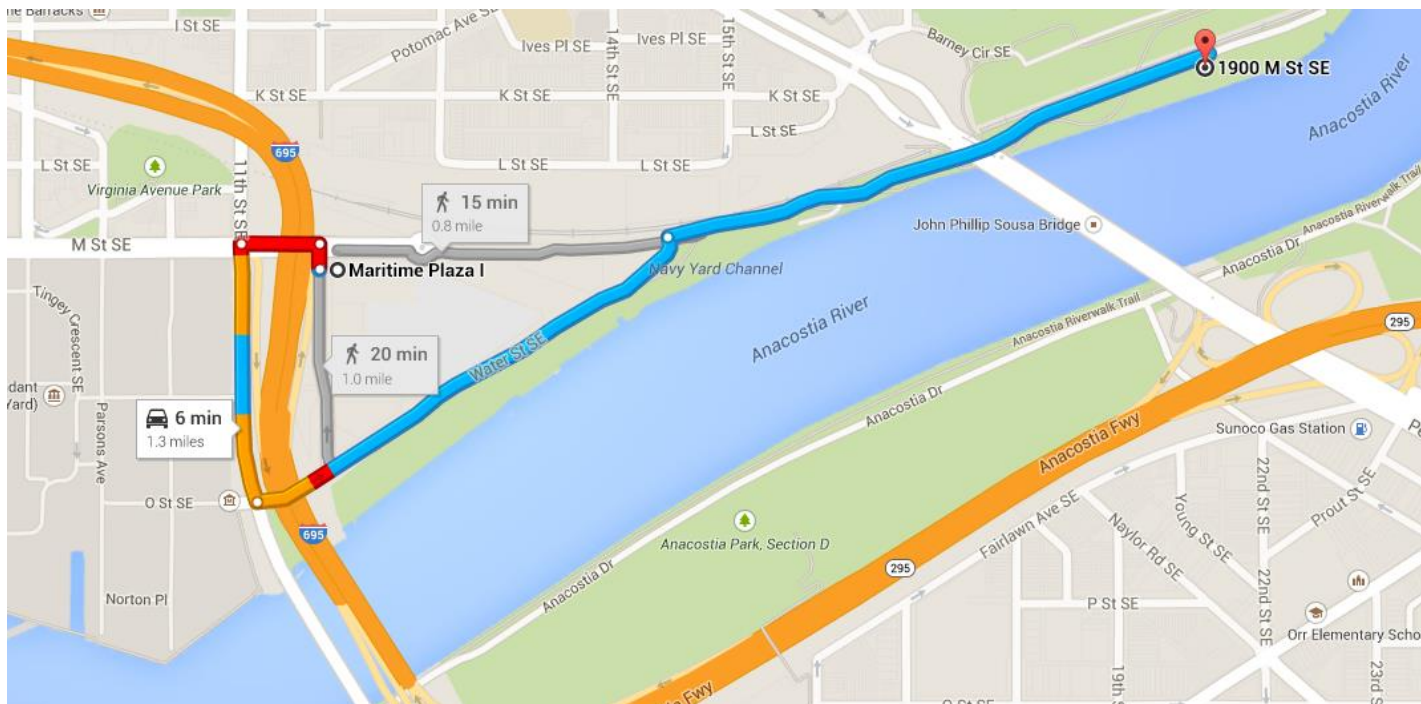 ne Barracks
I St SE
Potomac Ave SE
Ives Pl SE
Ives Pl SE
14th St SE
15th St SE
Barney Cir SE
1900 M St SE
Anacostia River
K St SE
K St SE
K St SE
L St SE
695
11th St SE
L St SE
L St SE
L St SE
Virginia Avenue Park
15 min
0.8 mile
M St SE
John Phillip Sousa Bridge
Anacostia Riverwalk Trail
Anacostia Dr
Maritime Plaza I
Navy Yard Channel
Tingey Crescent SE
Anacostia River
Anacostia Riverwalk Trail
295
20 min
1.0 mile
Water St SE
dant
Yard)
Parsons Ave
6 min
1.3 miles
Anacostia Dr
Anacostia Fwy
Sunoco Gas Station
O St SE
22nd St SE
Prout St SE
Young St SE
Fairlawn Ave SE
Naylor Rd SE
695
Anacostia Park, Section D
295
Anacostia Dr
22nd St SE
Norton Pl
P St SE
Orr Elementary Scho
19th St
23rd S
Anacostia Fwy